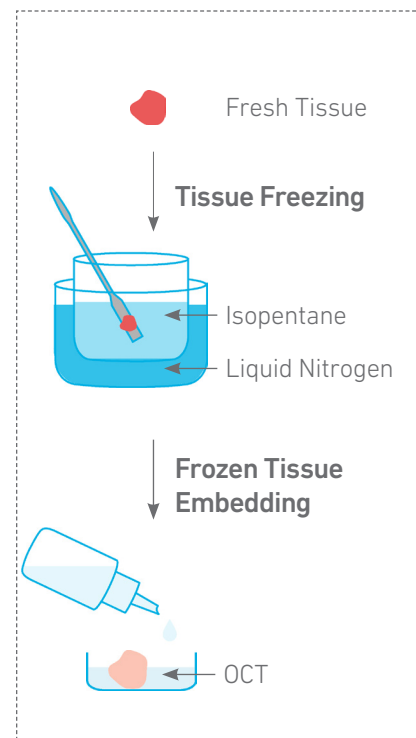 Fresh Tissue
Tissue Freezing
Isopentane
Liquid Nitrogen
Frozen Tissue
Embedding
OCT